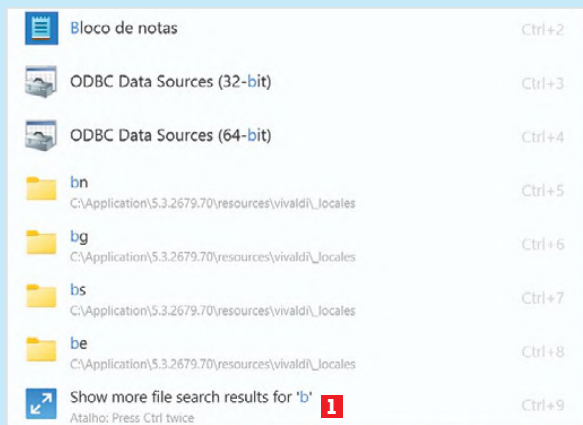 Bloco de notas Ctrl+2
ODBC Data Sources (32-bit) Ctrl+3
ODBC Data Sources (64-bit) Ctrl+4
bn Ctrl+5
C:\Application\5.3.2679.70\resources\vivaldi\_locales
bg Ctrl+6
C:\Application\5.3.2679.70\resources\vivaldi\_locales
bs Ctrl+7
C:\Application\5.3.2679.70\resources\vivaldi\_locales
be Ctrl+8
C:\Application\5.3.2679.70\resources\vivaldi\_locales
Show more file search results for 'b' 1 Ctrl+9
Atalho: Press Ctrl twice